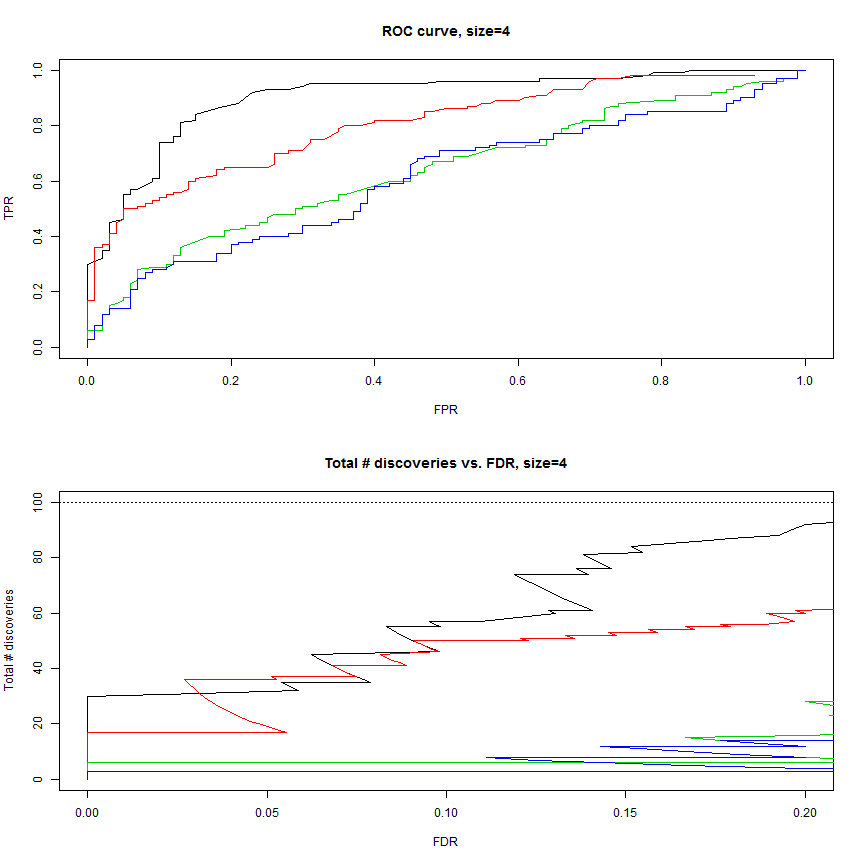 ROC curve, size=4
TPR
1.0
0.8
0.6
0.4
0.2
0.0
0.0 0.2 0.4 0.6 0.8 1.0
FPR
Total # discoveries vs. FDR, size=4
Total # discoveries
100
80
60
40
20
0
0.00 0.05 0.10 0.15 0.20
FDR